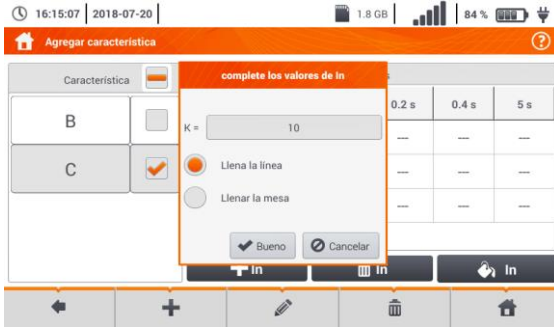 16:15:07 2018-07-20 1.8 GB 84 %
Agregar característica
Característica
complete los valores de in
0.2 s 0.4 s 5 s
B
K = 10
--- ---
C
Llena la línea
--- --- ---
Llenar la mesa
--- --- ---
Bueno Cancelar
In In In